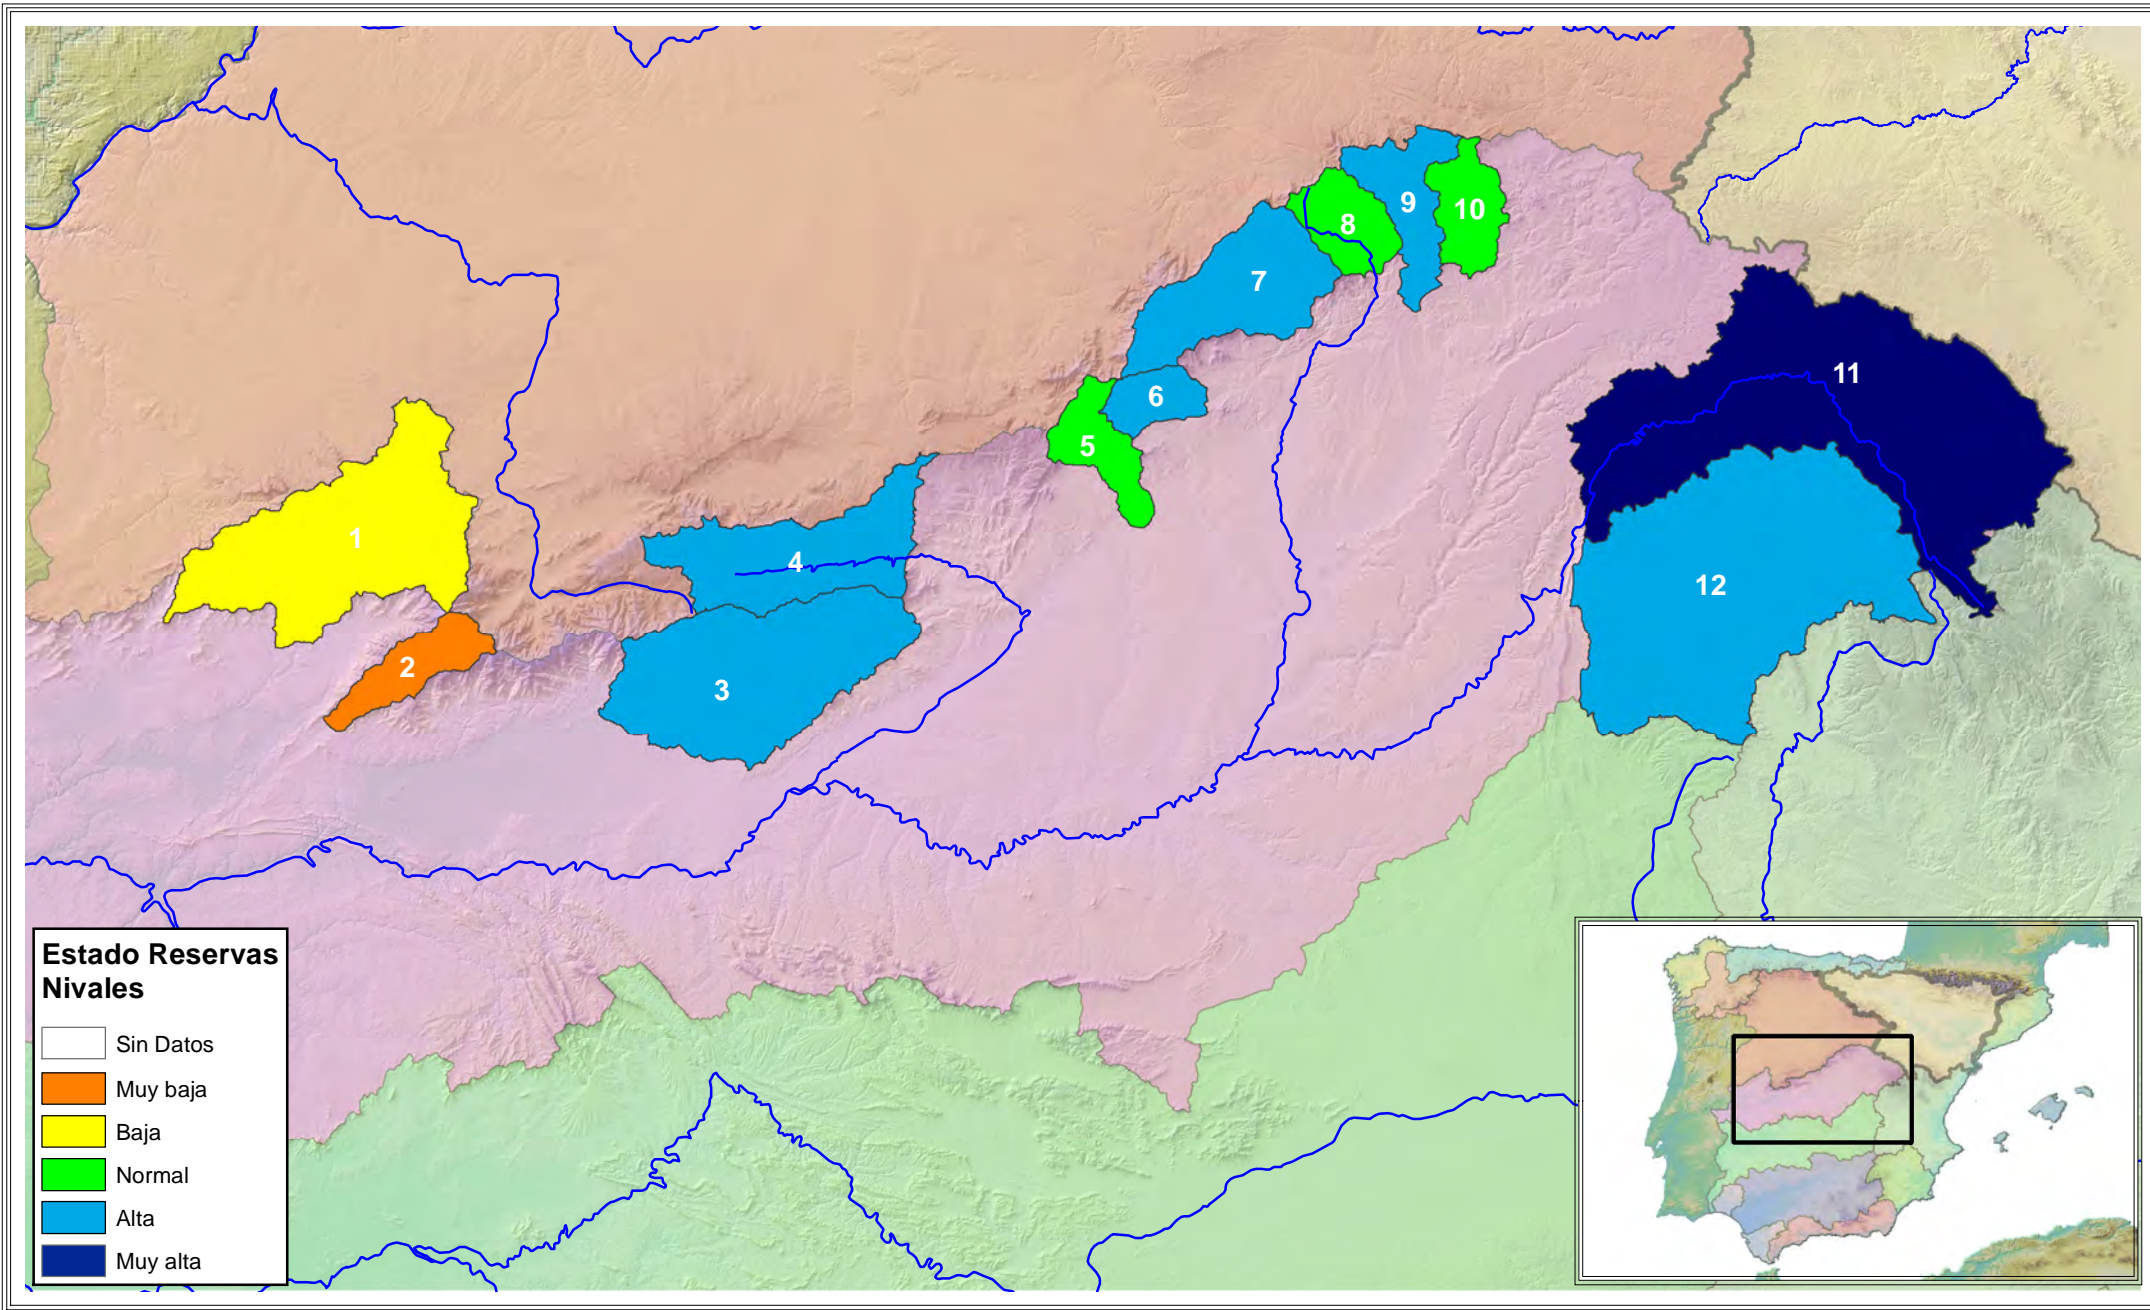 9
10
8
7
11
6
5
1
4
12
2
3
Estado Reservas
Nivales
Sin Datos
Muy baja
Baja
Normal
Alta
Muy alta